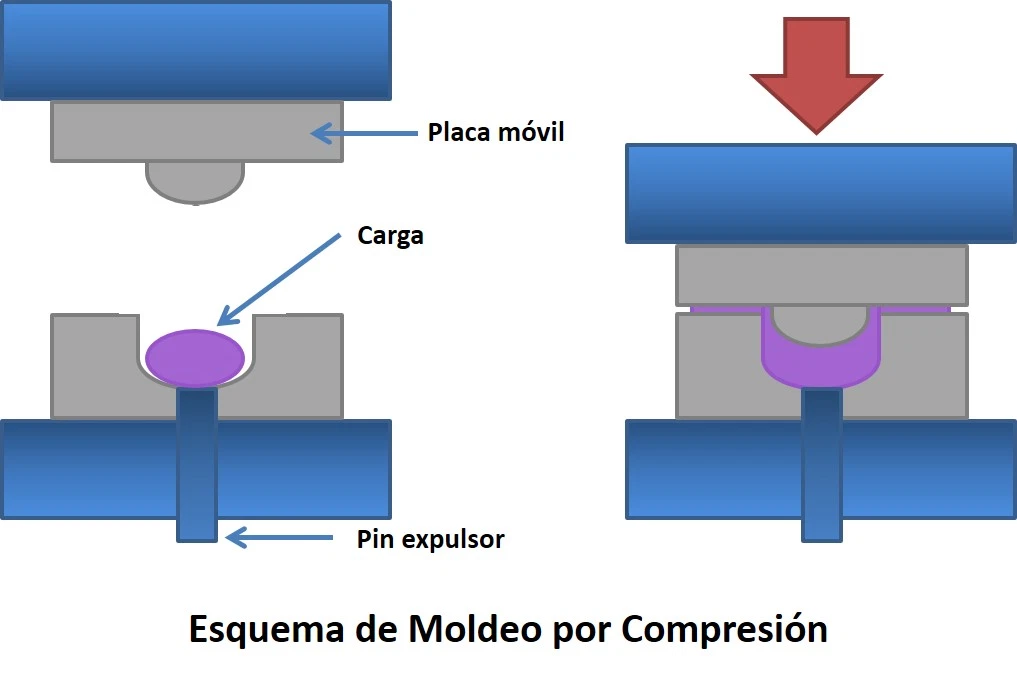 Placa móvil
Carga
Pin expulsor
Esquema de Moldeo por Compresión